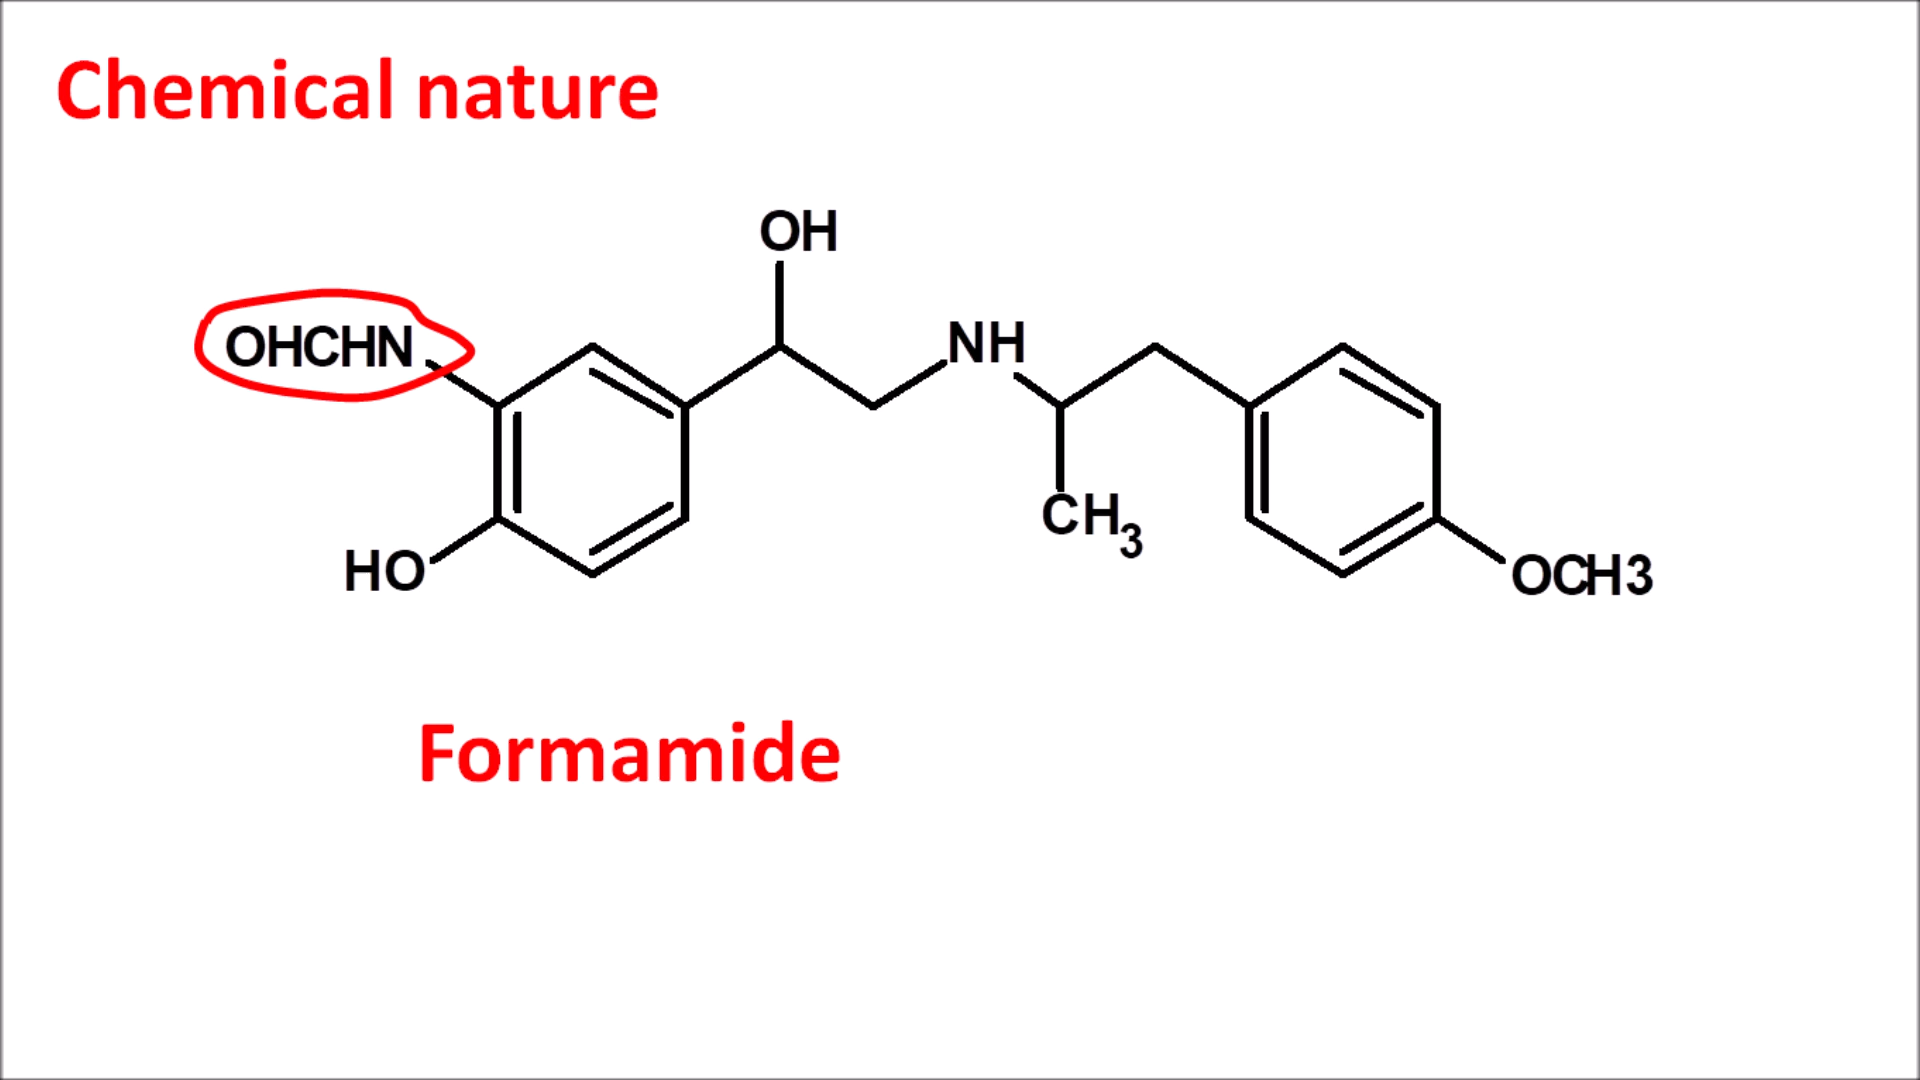 Chemical nature
OH
OHCHN
NH
CH3
HO
OCH3
Formamide